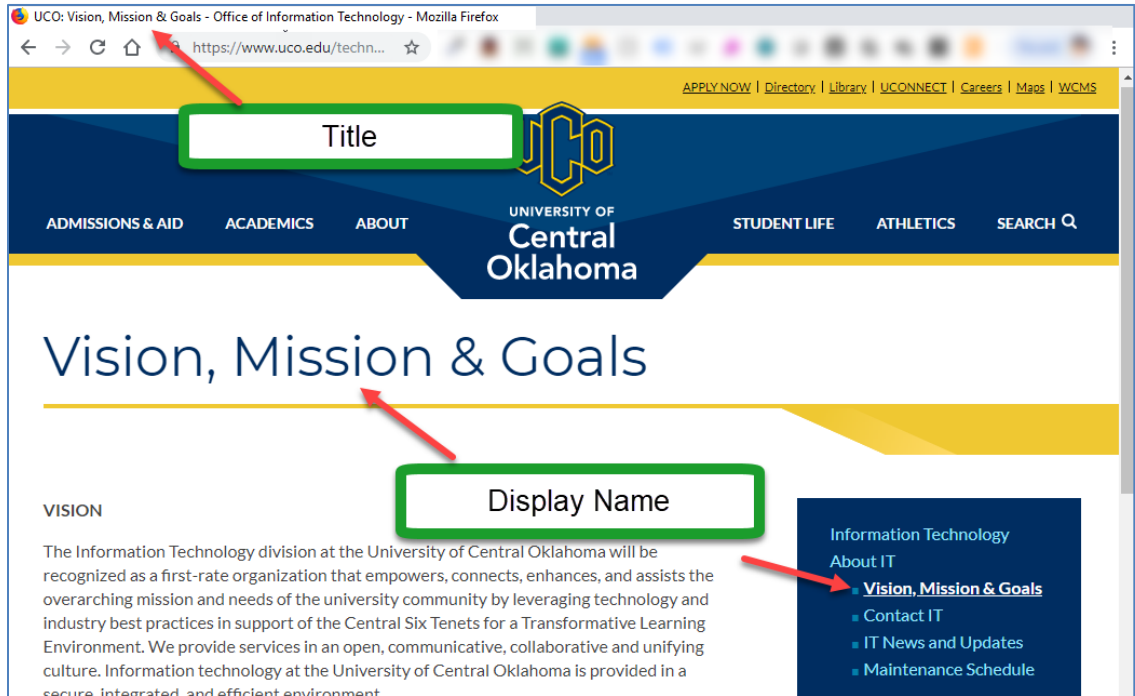 UCO: Vision, Mission & Goals - Office of Information Technology - Mozilla Firefox
https://www.uco.edu/techn...
APPLY NOW | Directory | Library | UCONNECT | Careers | Maps | WCMS
Title
UCO
ADMISSIONS & AID ACADEMICS ABOUT
UNIVERSITY OF
Central
Oklahoma
STUDENT LIFE ATHLETICS SEARCH
Vision, Mission & Goals
Display Name
VISION
The Information Technology division at the University of Central Oklahoma will be
recognized as a first-rate organization that empowers, connects, enhances, and assists the
overarching mission and needs of the university community by leveraging technology and
industry best practices in support of the Central Six Tenets for a Transformative Learning
Environment. We provide services in an open, communicative, collaborative and unifying
culture. Information technology at the University of Central Oklahoma is provided in a
secure, integrated, and efficient environment.
Information Technology
About IT
Vision, Mission & Goals
Contact IT
IT News and Updates
Maintenance Schedule